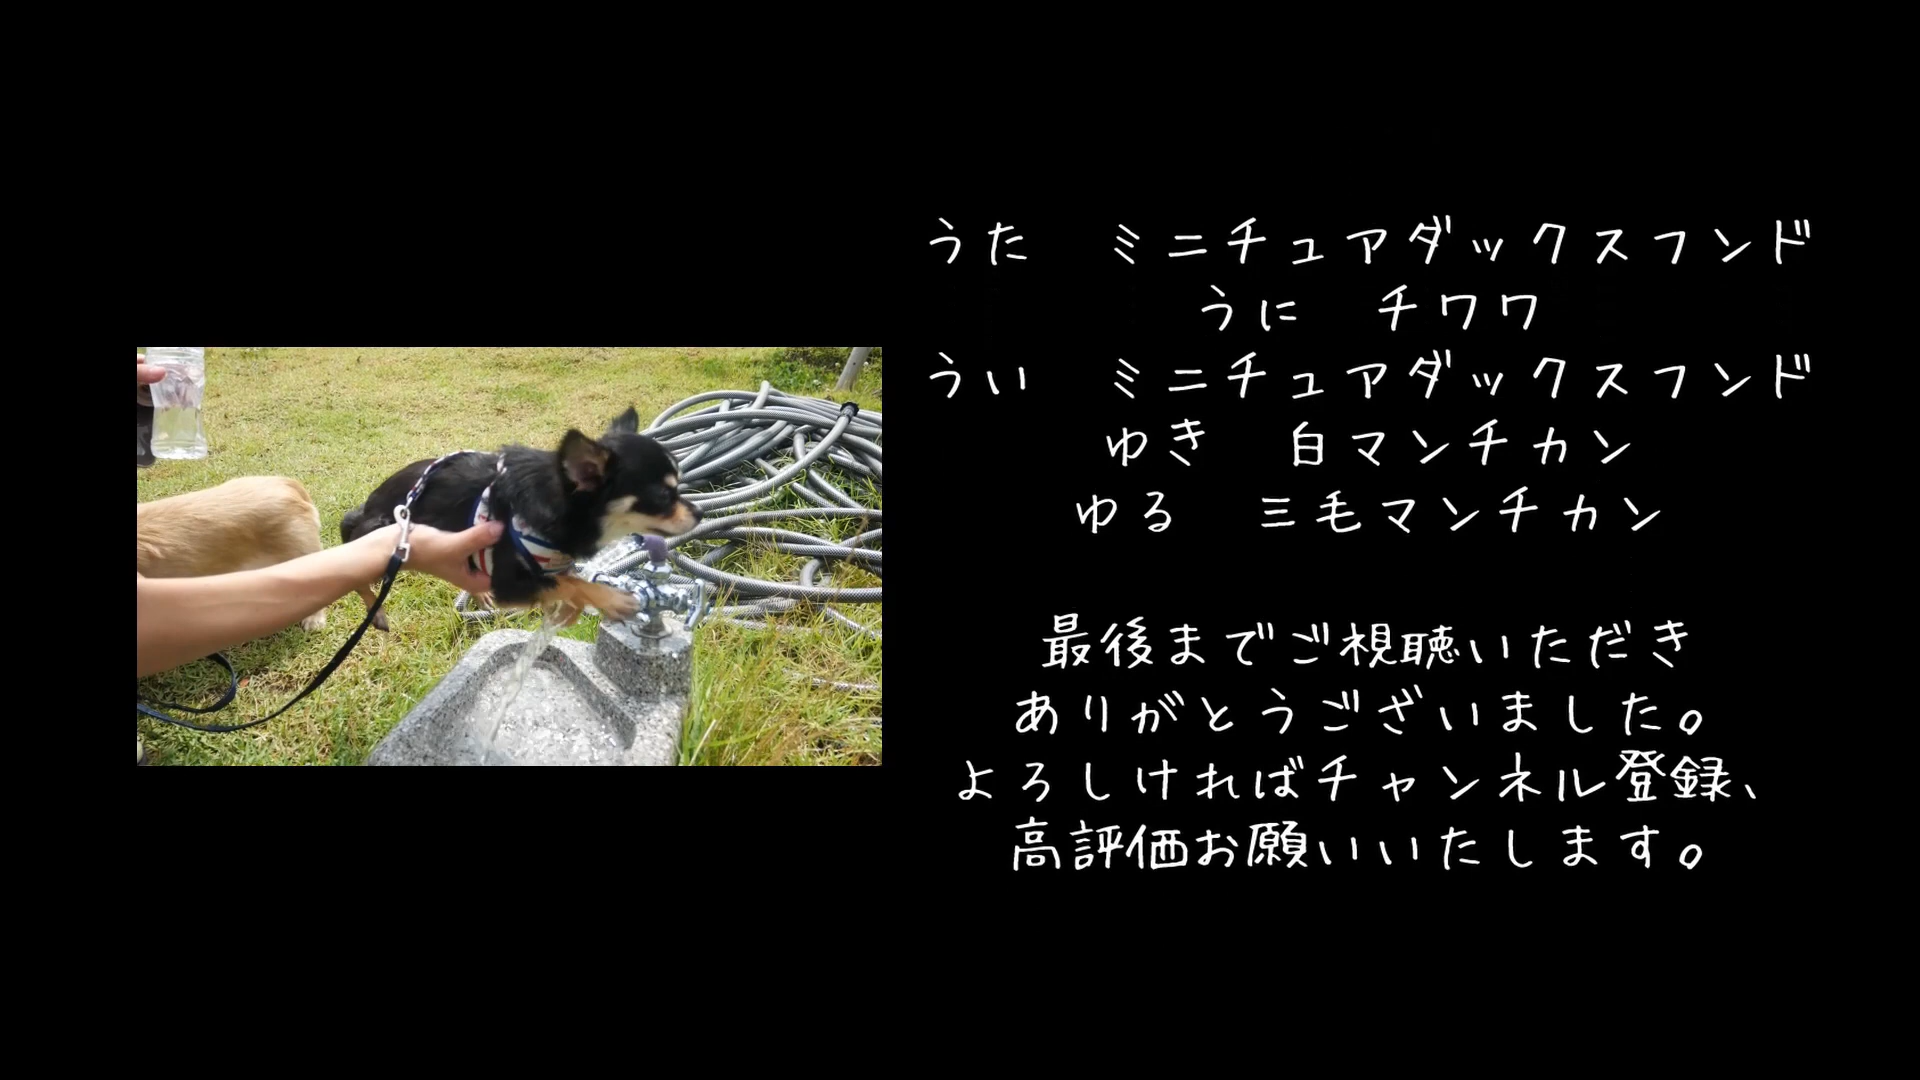 うた　ミニチュアダックスフンド
うに　チワワ
うい　ミニチュアダックスフンド
ゆき　白マンチカン
ゆる　三毛マンチカン
最後までご視聴いただき
ありがとうございました。
よろしければチャンネル登録、
高評価お願いいたします。